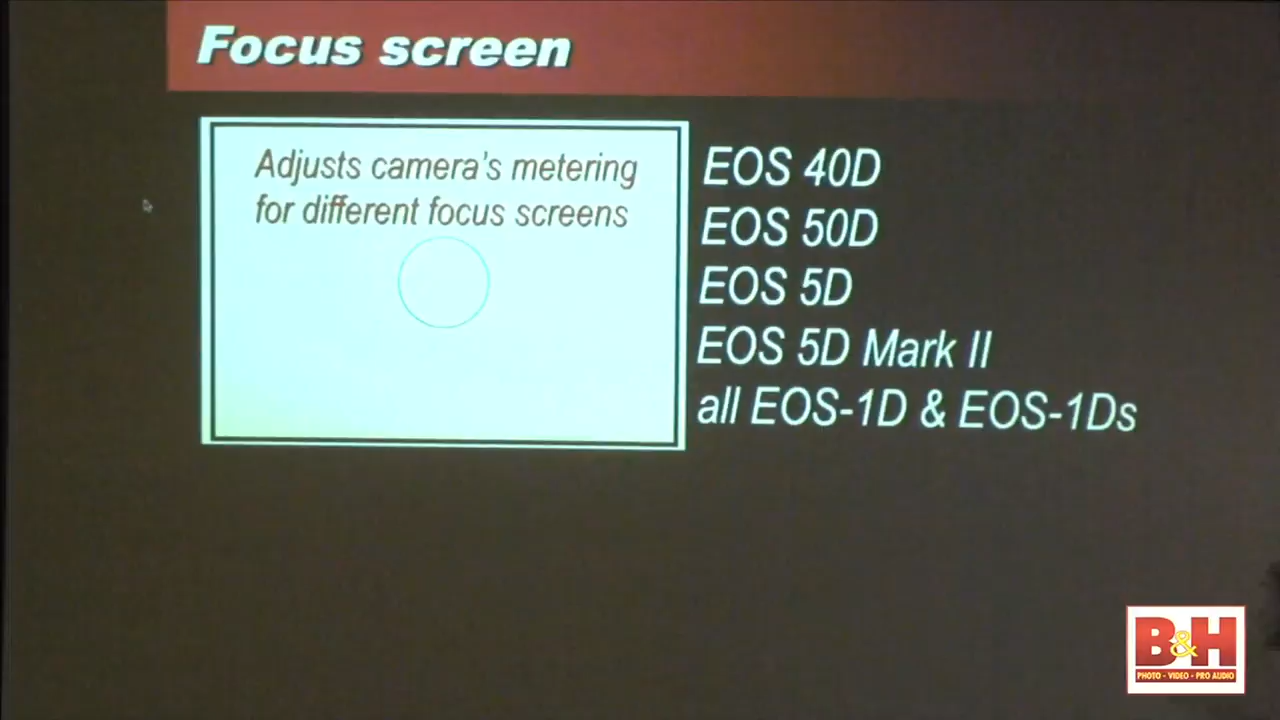 Focus screen
Adjusts camera's metering
for different focus screens
EOS 40D
EOS 50D
EOS 5D
EOS 5D Mark II
all EOS-1D & EOS-1Ds
B&H
PHOTO - VIDEO - PRO AUDIO